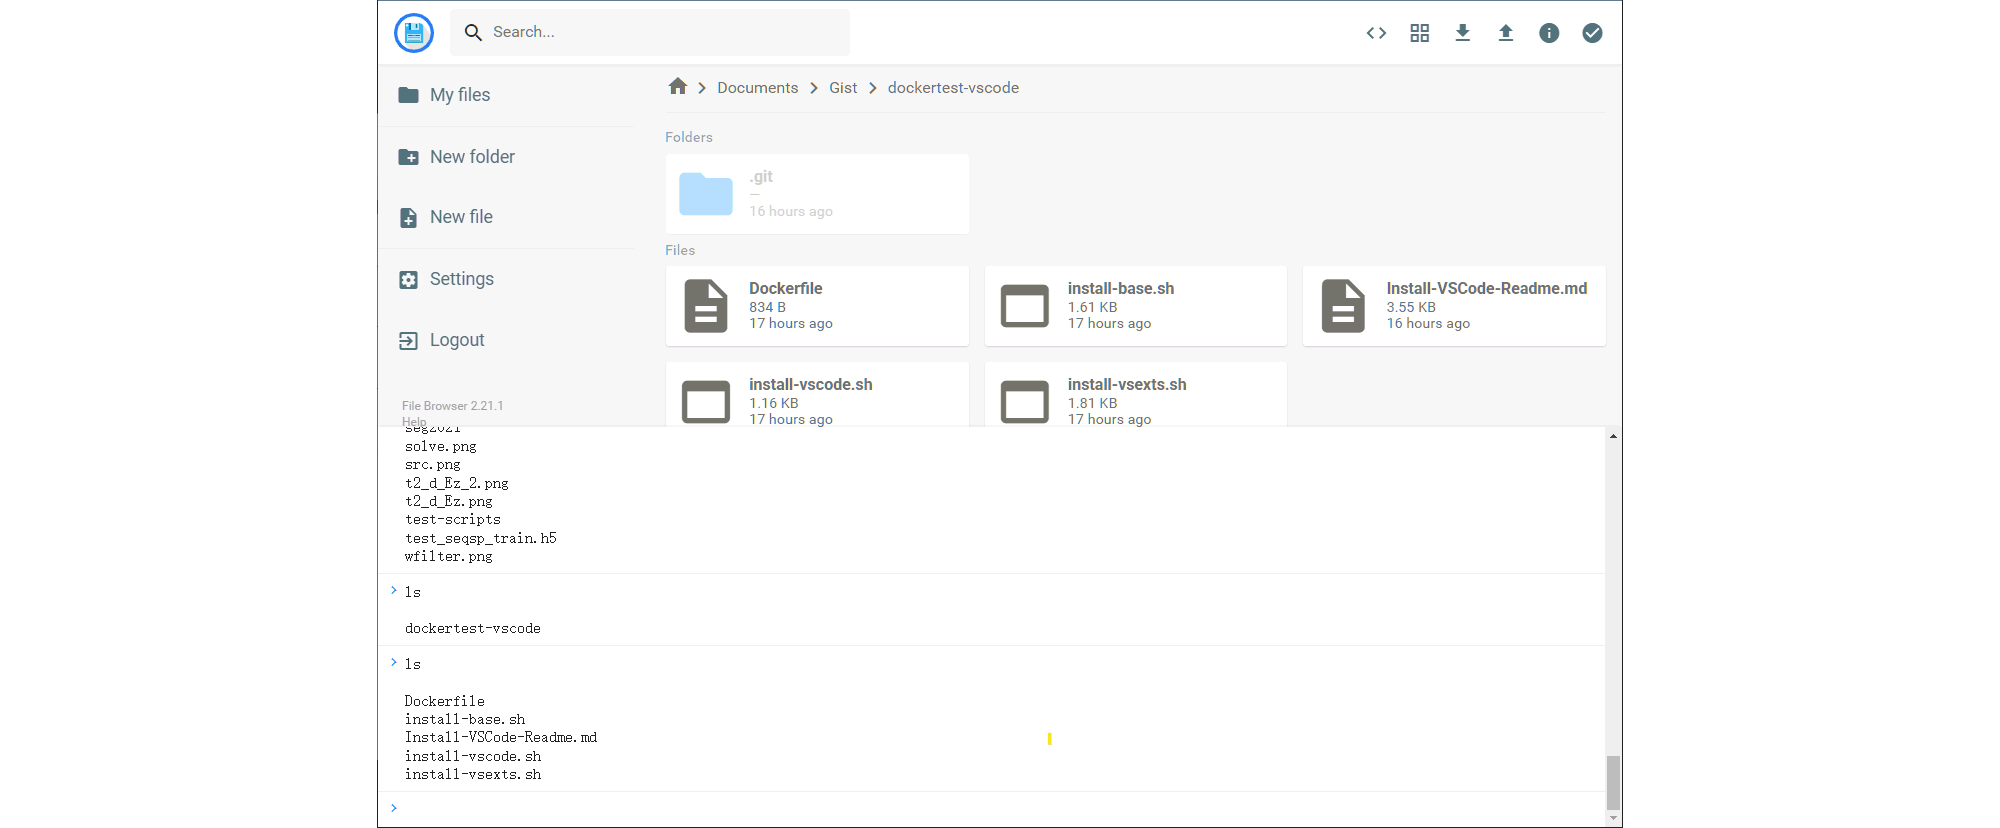 Search...
My files
New folder
New file
Settings
Logout
File Browser 2.21.1
Help
Documents
Gist
dockertest-vscode
Folders
.git
—
16 hours ago
Files
Dockerfile
834 B
17 hours ago
install-base.sh
1.61 KB
17 hours ago
Install-VSCode-Readme.md
3.55 KB
16 hours ago
install-vscode.sh
1.16 KB
17 hours ago
install-vsexts.sh
1.81 KB
17 hours ago
seg2021
solve.png
src.png
t2_d_Ez_2.png
t2_d_Ez.png
test-scripts
test_seqsp_train.h5
wfilter.png
ls
dockertest-vscode
ls
Dockerfile
install-base.sh
Install-VSCode-Readme.md
install-vscode.sh
install-vsexts.sh